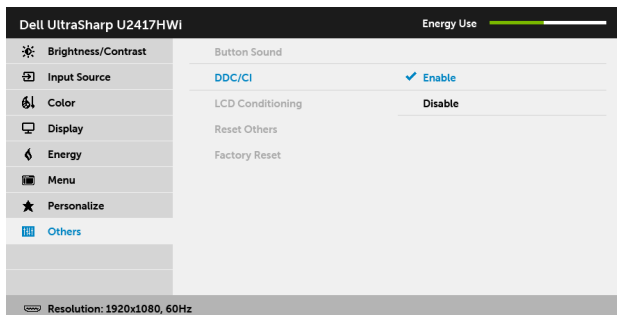 Dell UltraSharp U2417HWi
Energy Use
Brightness/Contrast
Button Sound
Input Source
DDC/CI
Enable
Color
LCD Conditioning
Disable
Display
Reset Others
Energy
Factory Reset
Menu
Personalize
Others
Resolution: 1920x1080, 60Hz